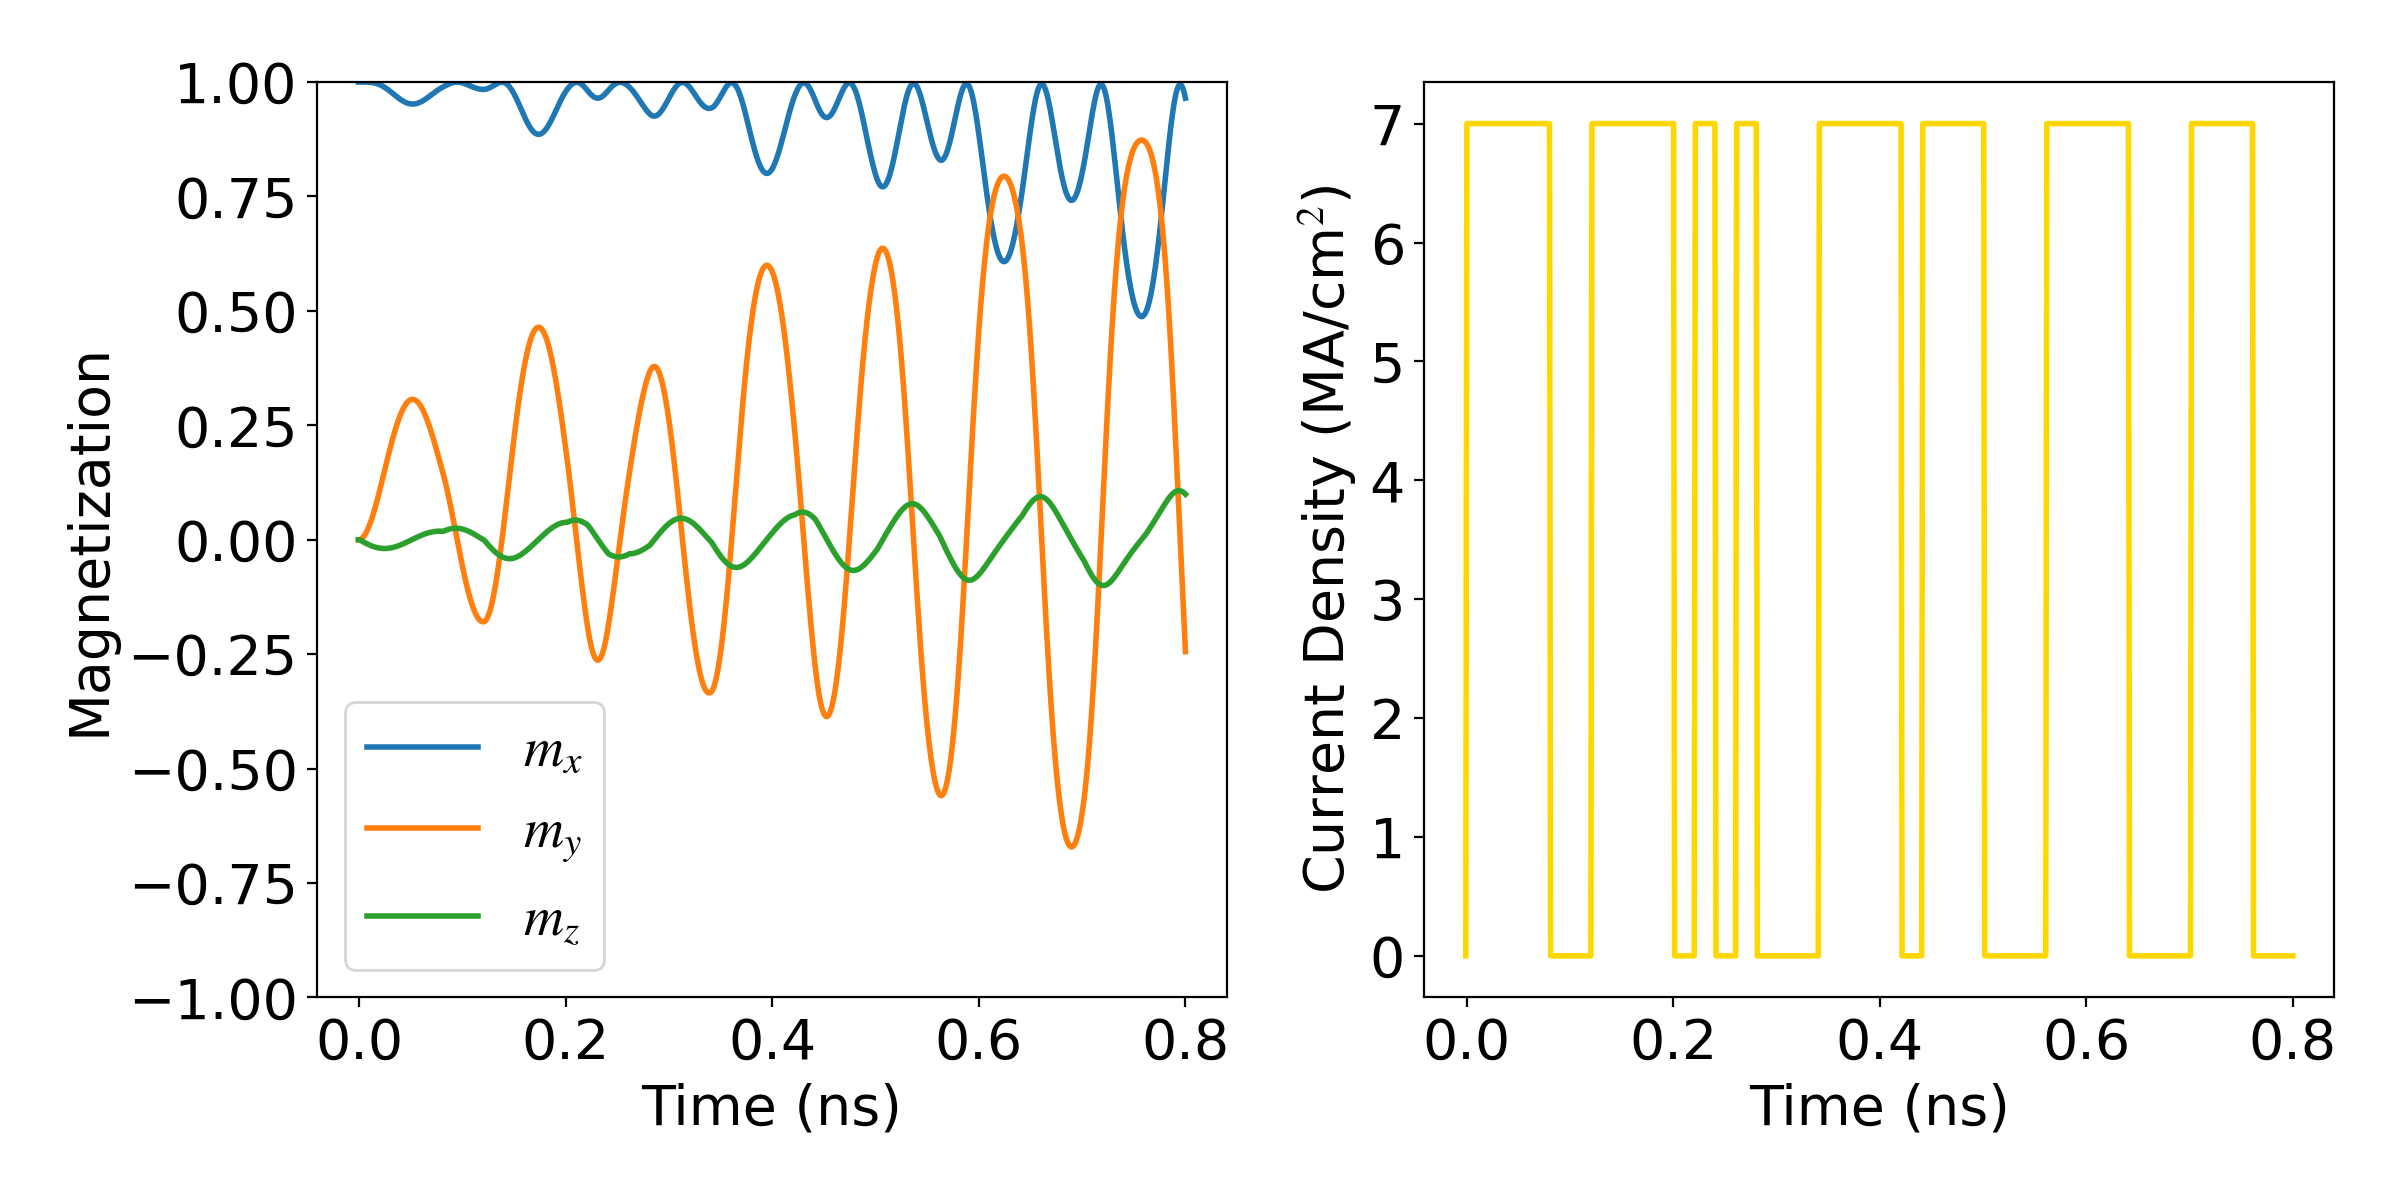 1.00
0.75
0.50
0.25
0.00
−0.25
−0.50
−0.75
−1.00
Magnetization
0.0 0.2 0.4 0.6 0.8
Time (ns)
m_x
m_y
m_z
7
6
5
4
3
2
1
0
Current Density (MA/cm²)
0.0 0.2 0.4 0.6 0.8
Time (ns)